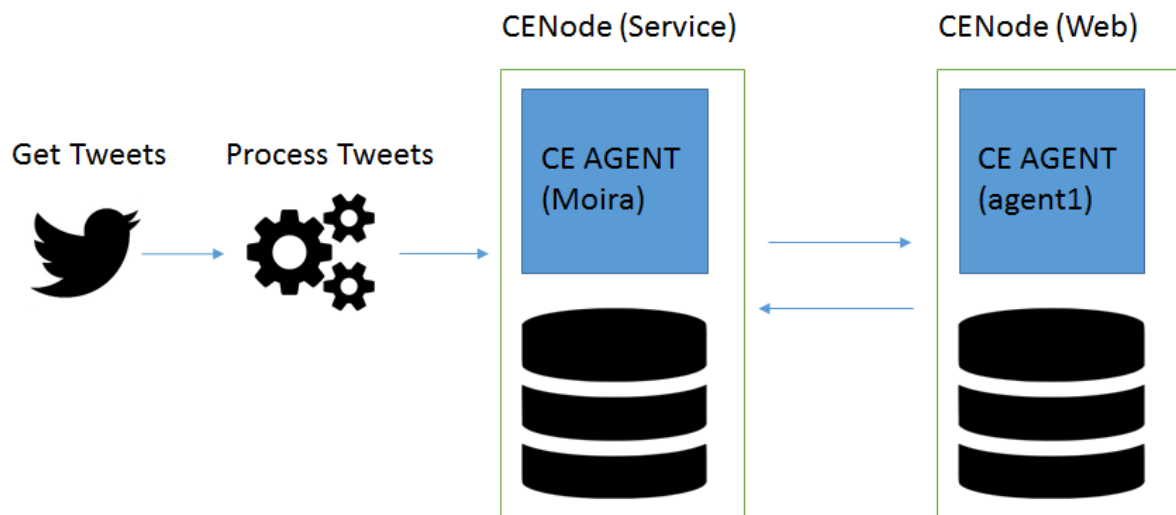 CENode (Service)
CENode (Web)
Get Tweets
Process Tweets
CE AGENT
(Moira)
CE AGENT
(agent1)